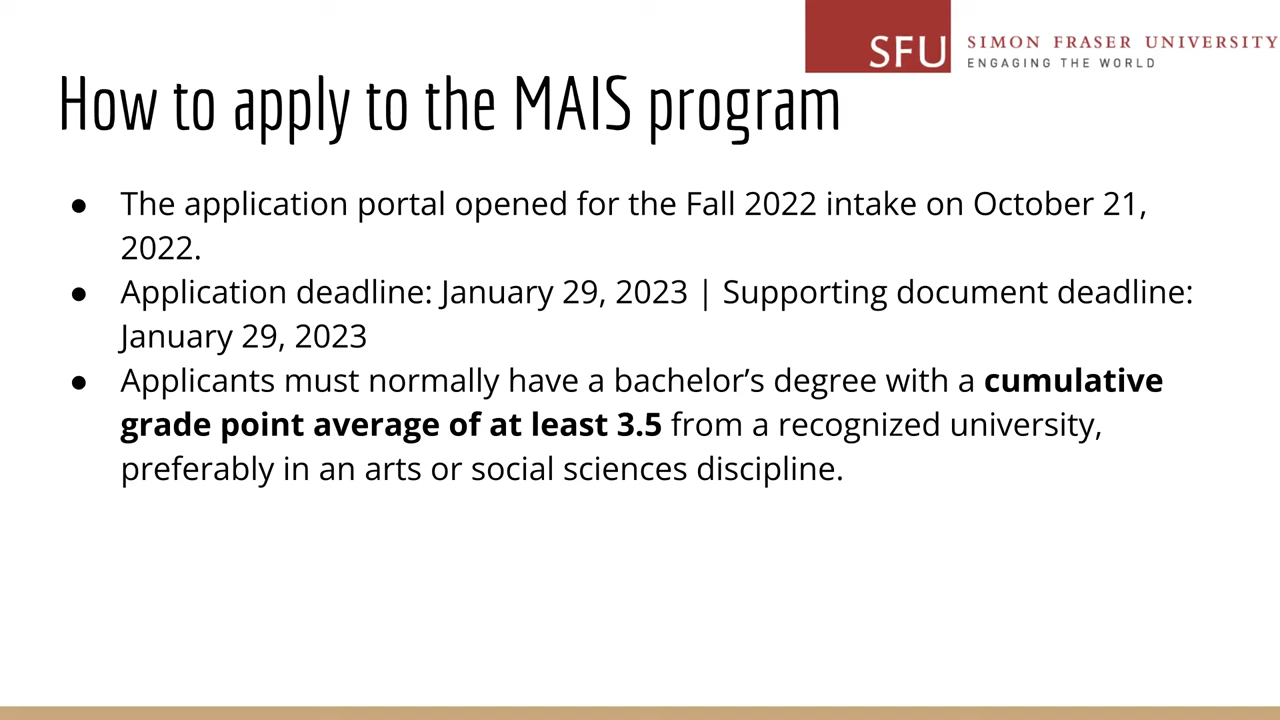 SFU
SIMON FRASER UNIVERSITY
ENGAGING THE WORLD
How to apply to the MAIS program
● The application portal opened for the Fall 2022 intake on October 21,
2022.
● Application deadline: January 29, 2023 | Supporting document deadline:
January 29, 2023
● Applicants must normally have a bachelor’s degree with a cumulative
grade point average of at least 3.5 from a recognized university,
preferably in an arts or social sciences discipline.